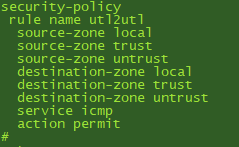 security-policy
 rule name utl2utl
  source-zone local
  source-zone trust
  source-zone untrust
  destination-zone local
  destination-zone trust
  destination-zone untrust
  service icmp
  action permit
#